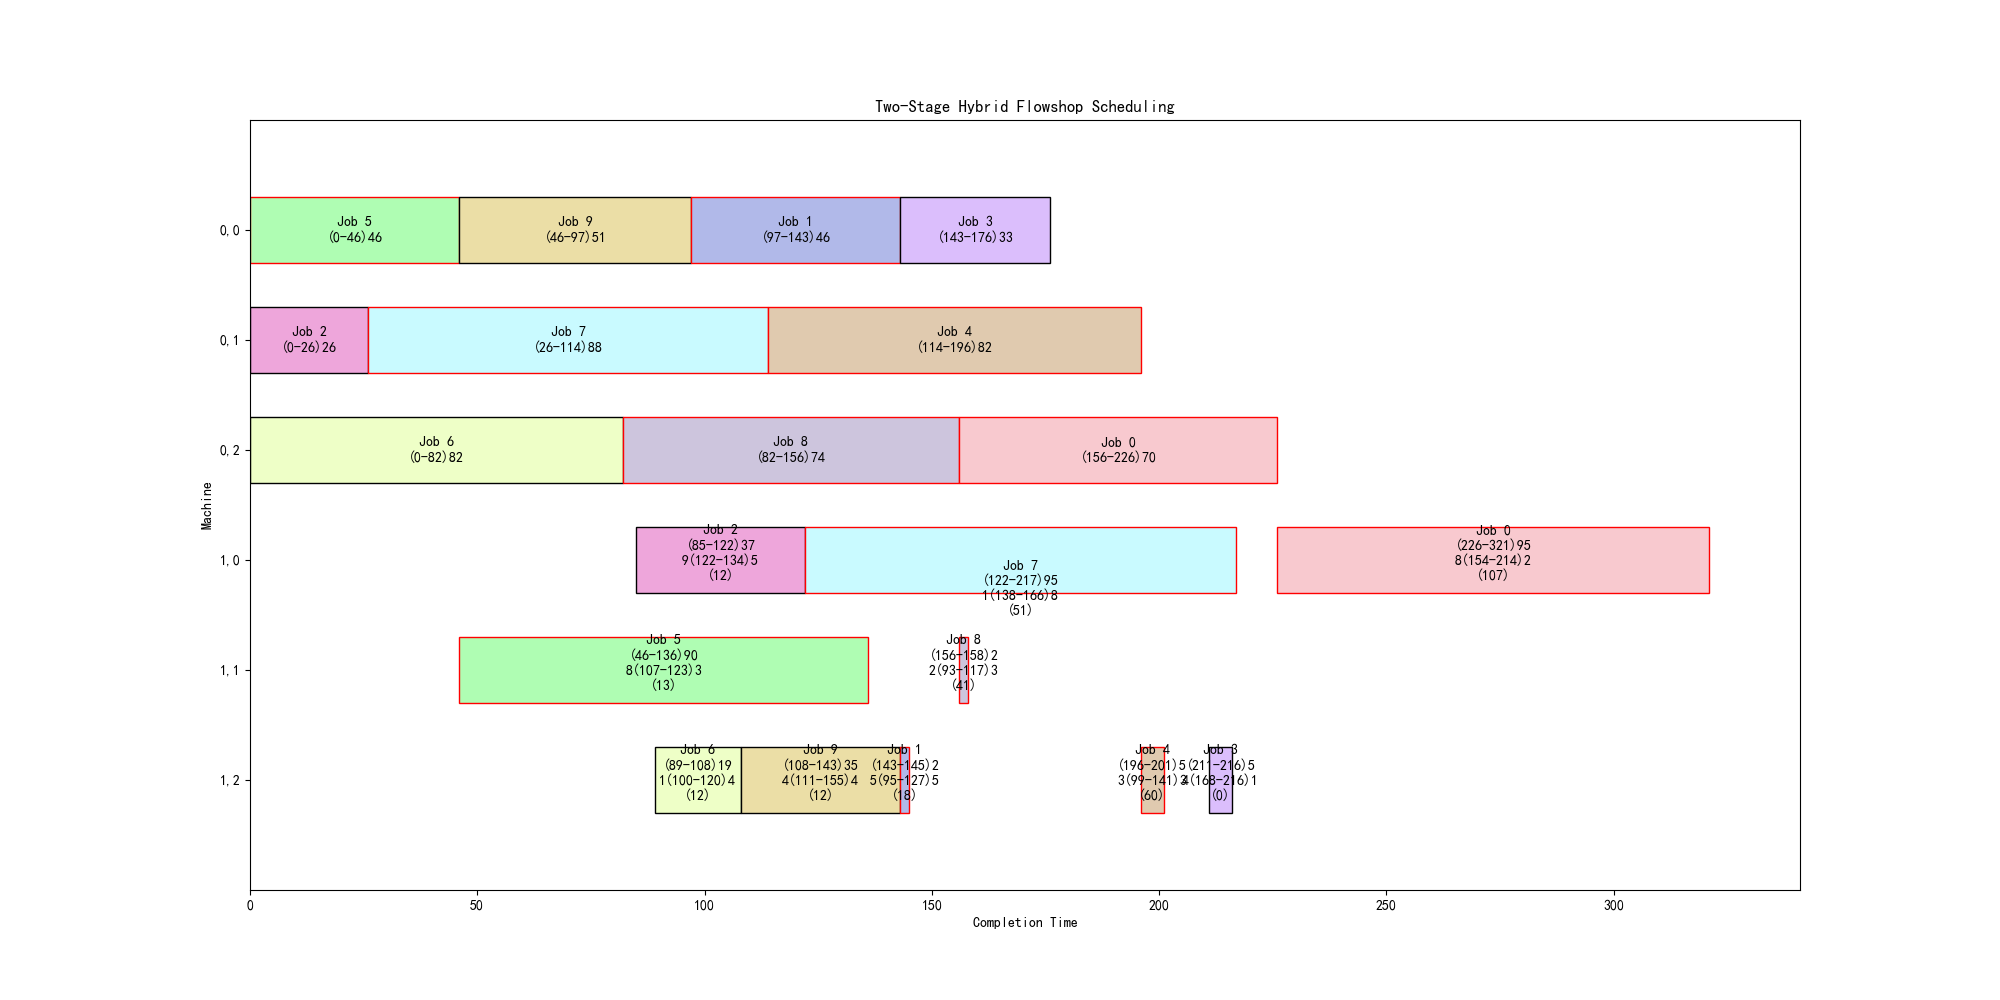 Two-Stage Hybrid Flowshop Scheduling
Machine
0,0
Job 5
(0-46)46
Job 9
(46-97)51
Job 1
(97-143)46
Job 3
(143-176)33
0,1
Job 2
(0-26)26
Job 7
(26-114)88
Job 4
(114-196)82
0,2
Job 6
(0-82)82
Job 8
(82-156)74
Job 0
(156-226)70
1,0
Job 2
(85-122)37
9(122-134)5
(12)
Job 7
(122-217)95
1(138-166)8
(51)
Job 0
(226-321)95
8(154-214)2
(107)
1,1
Job 5
(46-136)90
8(107-123)3
(13)
Job 8
(156-158)2
2(93-117)3
(41)
1,2
Job 6
(89-108)19
1(100-120)4
(12)
Job 9
(108-143)35
4(111-155)4
(12)
Job 1
(143-145)2
5(95-127)5
(18)
Job 4
(196-201)5
3(99-141)3
(60)
Job 3
(211-216)5
4(168-216)1
(0)
0 50 100 150 200 250 300
Completion Time